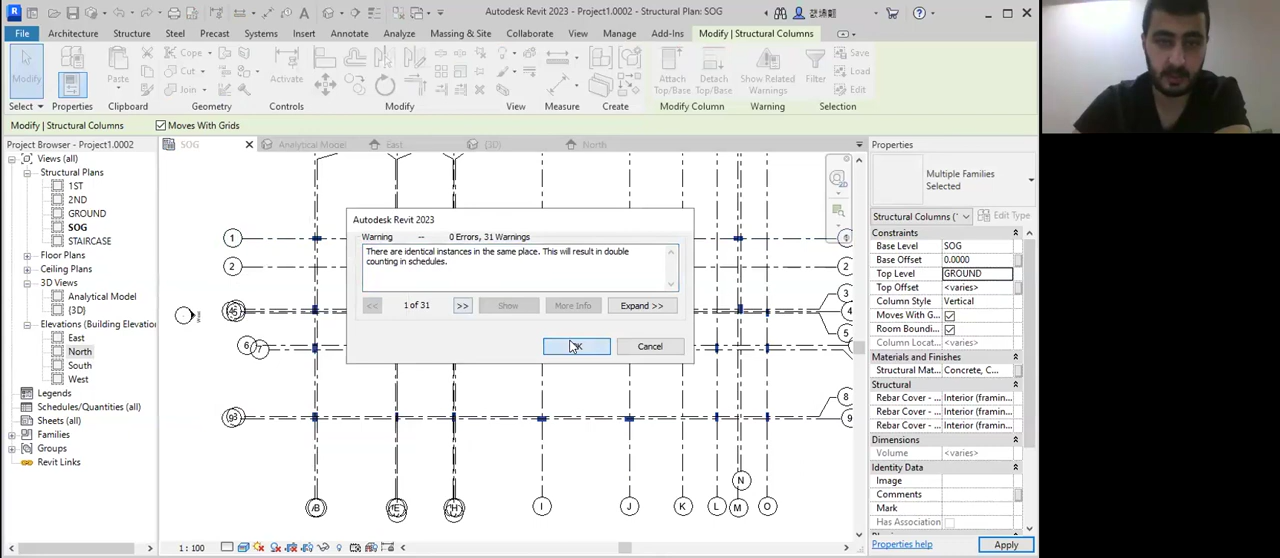 Autodesk Revit 2023 - Project1.0002 - Structural Plan: SOG
File Architecture Structure Steel Precast Systems Insert Annotate Analyze Massing & Site Collaborate View Manage Add-Ins Modify | Structural Columns
Modify Paste Cope Cut Join Activate Attach Top/Base Detach Top/Base Show Related Warnings Filter Save Load Edit
Select Properties Clipboard Geometry Controls Modify View Measure Create Modify Column Warning Selection
Modify | Structural Columns Moves With Grids
Project Browser - Project1.0002
Views (all)
Structural Plans
1ST
2ND
GROUND
SOG
STAIRCASE
Floor Plans
Ceiling Plans
3D Views
Analytical Model
{3D}
Elevations (Building Elevation
East
North
South
West
Legends
Schedules/Quantities (all)
Sheets (all)
Families
Groups
Revit Links
SOG Analytical Model East {3D} North
1
2
6 7
2
3
4
5
8
9
B E H I J K L M N O
West
Autodesk Revit 2023
Warning -- 0 Errors, 31 Warnings
There are identical instances in the same place. This will result in double
counting in schedules.
<< 1 of 31 >> Show More Info Expand >>
OK Cancel
1 : 100
Properties
Multiple Families
Selected
Structural Columns (' Edit Type
Constraints
Base Level SOG
Base Offset 0.0000
Top Level GROUND
Top Offset <varies>
Column Style Vertical
Moves With G...
Room Boundi...
Column Locat...
Materials and Finishes
Structural Mat... Concrete, C...
Structural
Rebar Cover - ... Interior (framin...
Rebar Cover - ... Interior (framin...
Rebar Cover - ... Interior (framin...
Dimensions
Volume <varies>
Identity Data
Image
Comments
Mark
Has Association
Properties help Apply